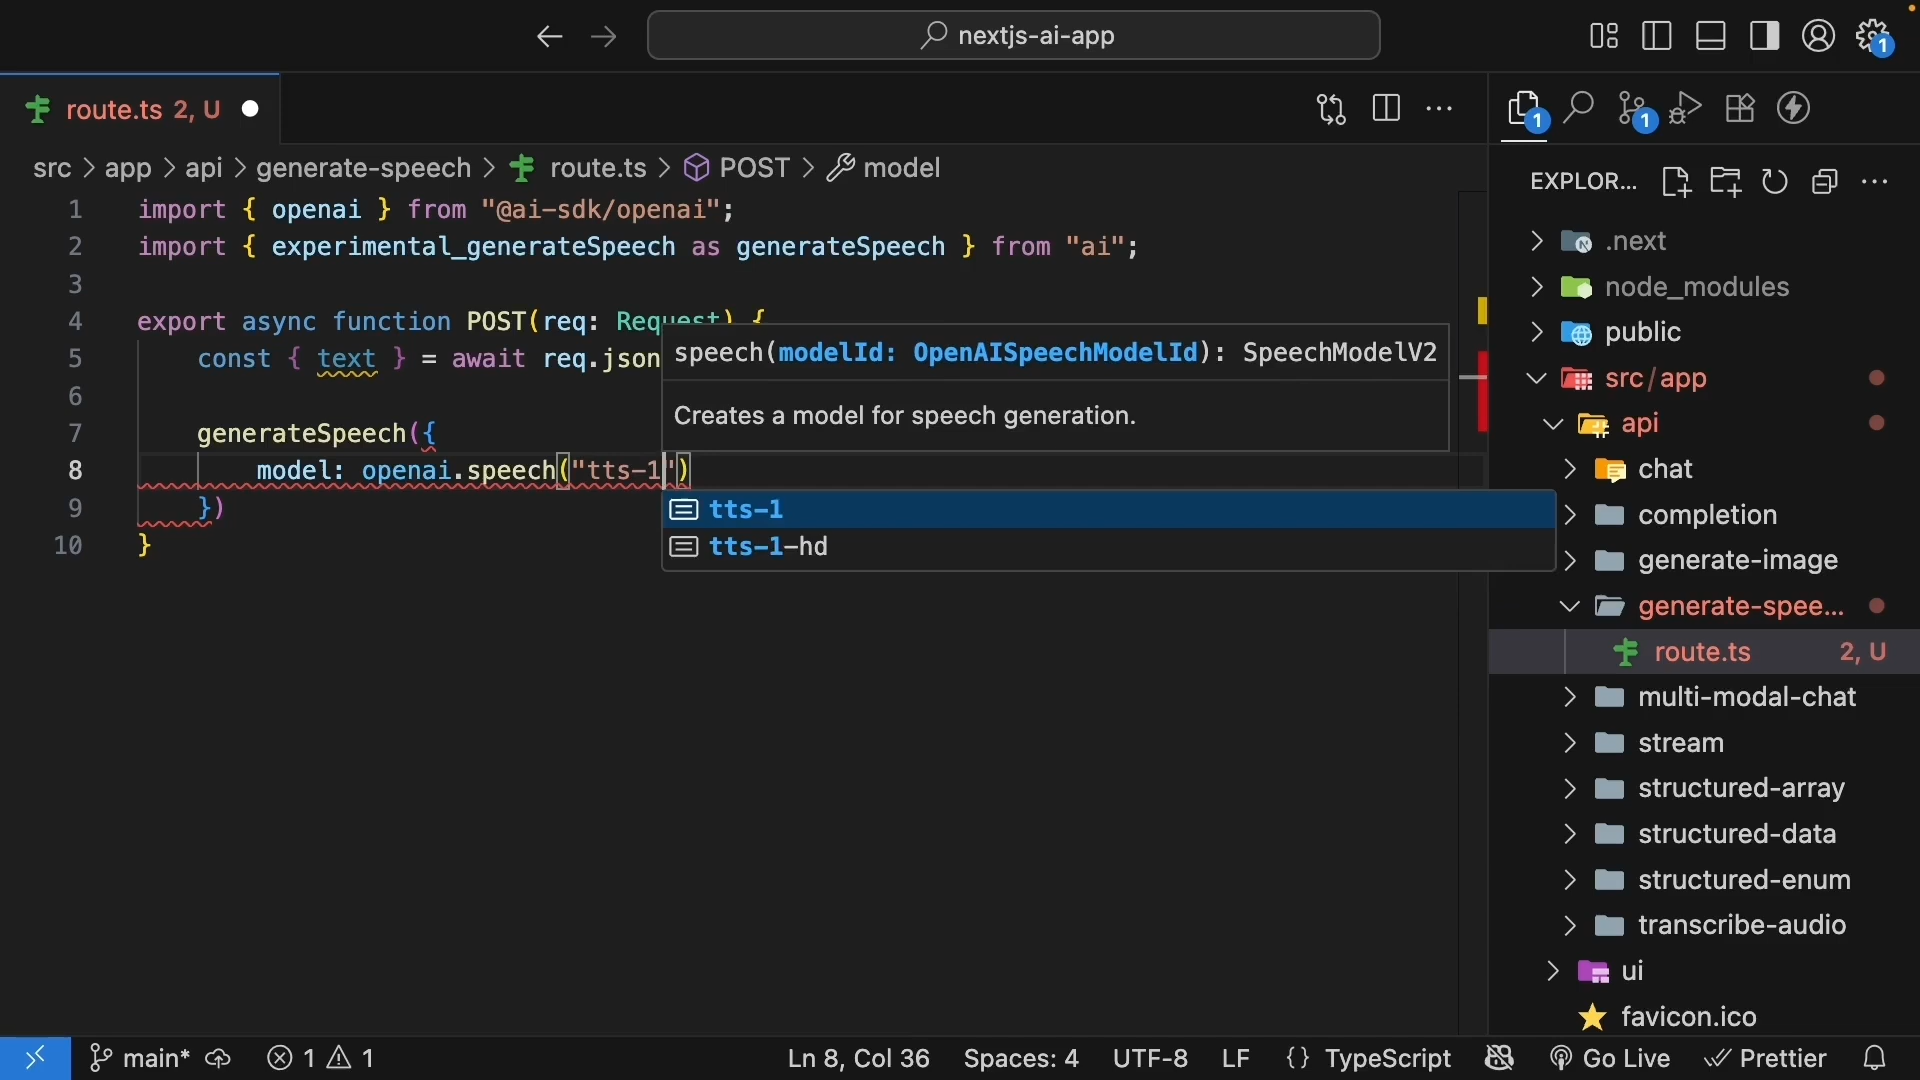 nextjs-ai-app
1
route.ts 2, U
1
1
src > app > api > generate-speech > route.ts > POST > model
EXPLOR...
1 import { openai } from "@ai-sdk/openai";
2 import { experimental_generateSpeech as generateSpeech } from "ai";
3
4 export async function POST(req: Request) {
5 const { text } = await req.json
6
7 generateSpeech({
8 model: openai.speech("tts-1")
9 })
10 }
speech(modelId: OpenAISpeechModelId): SpeechModelV2
Creates a model for speech generation.
tts-1
tts-1-hd
.next
node_modules
public
src/app
api
chat
completion
generate-image
generate-spee...
route.ts 2, U
multi-modal-chat
stream
structured-array
structured-data
structured-enum
transcribe-audio
ui
favicon.ico
main* 1 1 Ln 8, Col 36 Spaces: 4 UTF-8 LF {} TypeScript Go Live Prettier